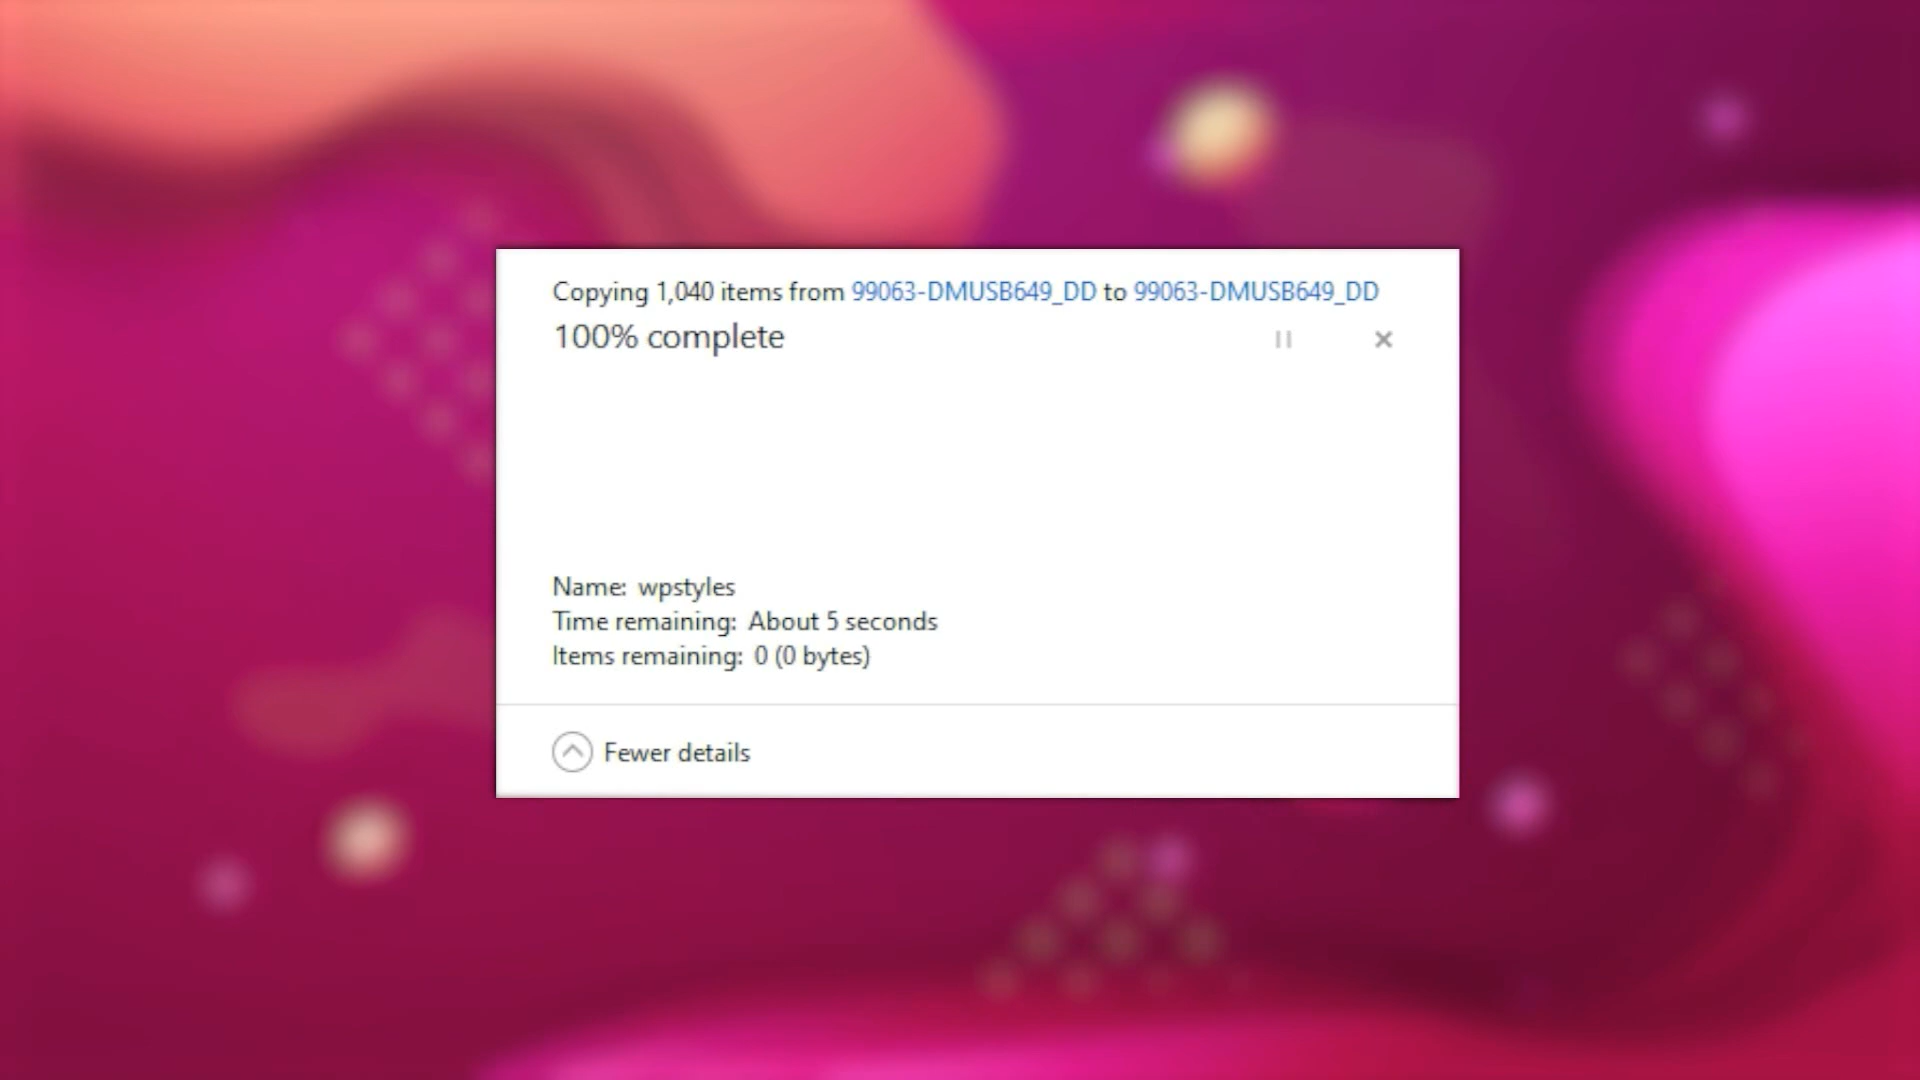 Copying 1,040 items from 99063-DMUSB649_DD to 99063-DMUSB649_DD
100% complete
Name: wpstyles
Time remaining: About 5 seconds
Items remaining: 0 (0 bytes)
Fewer details